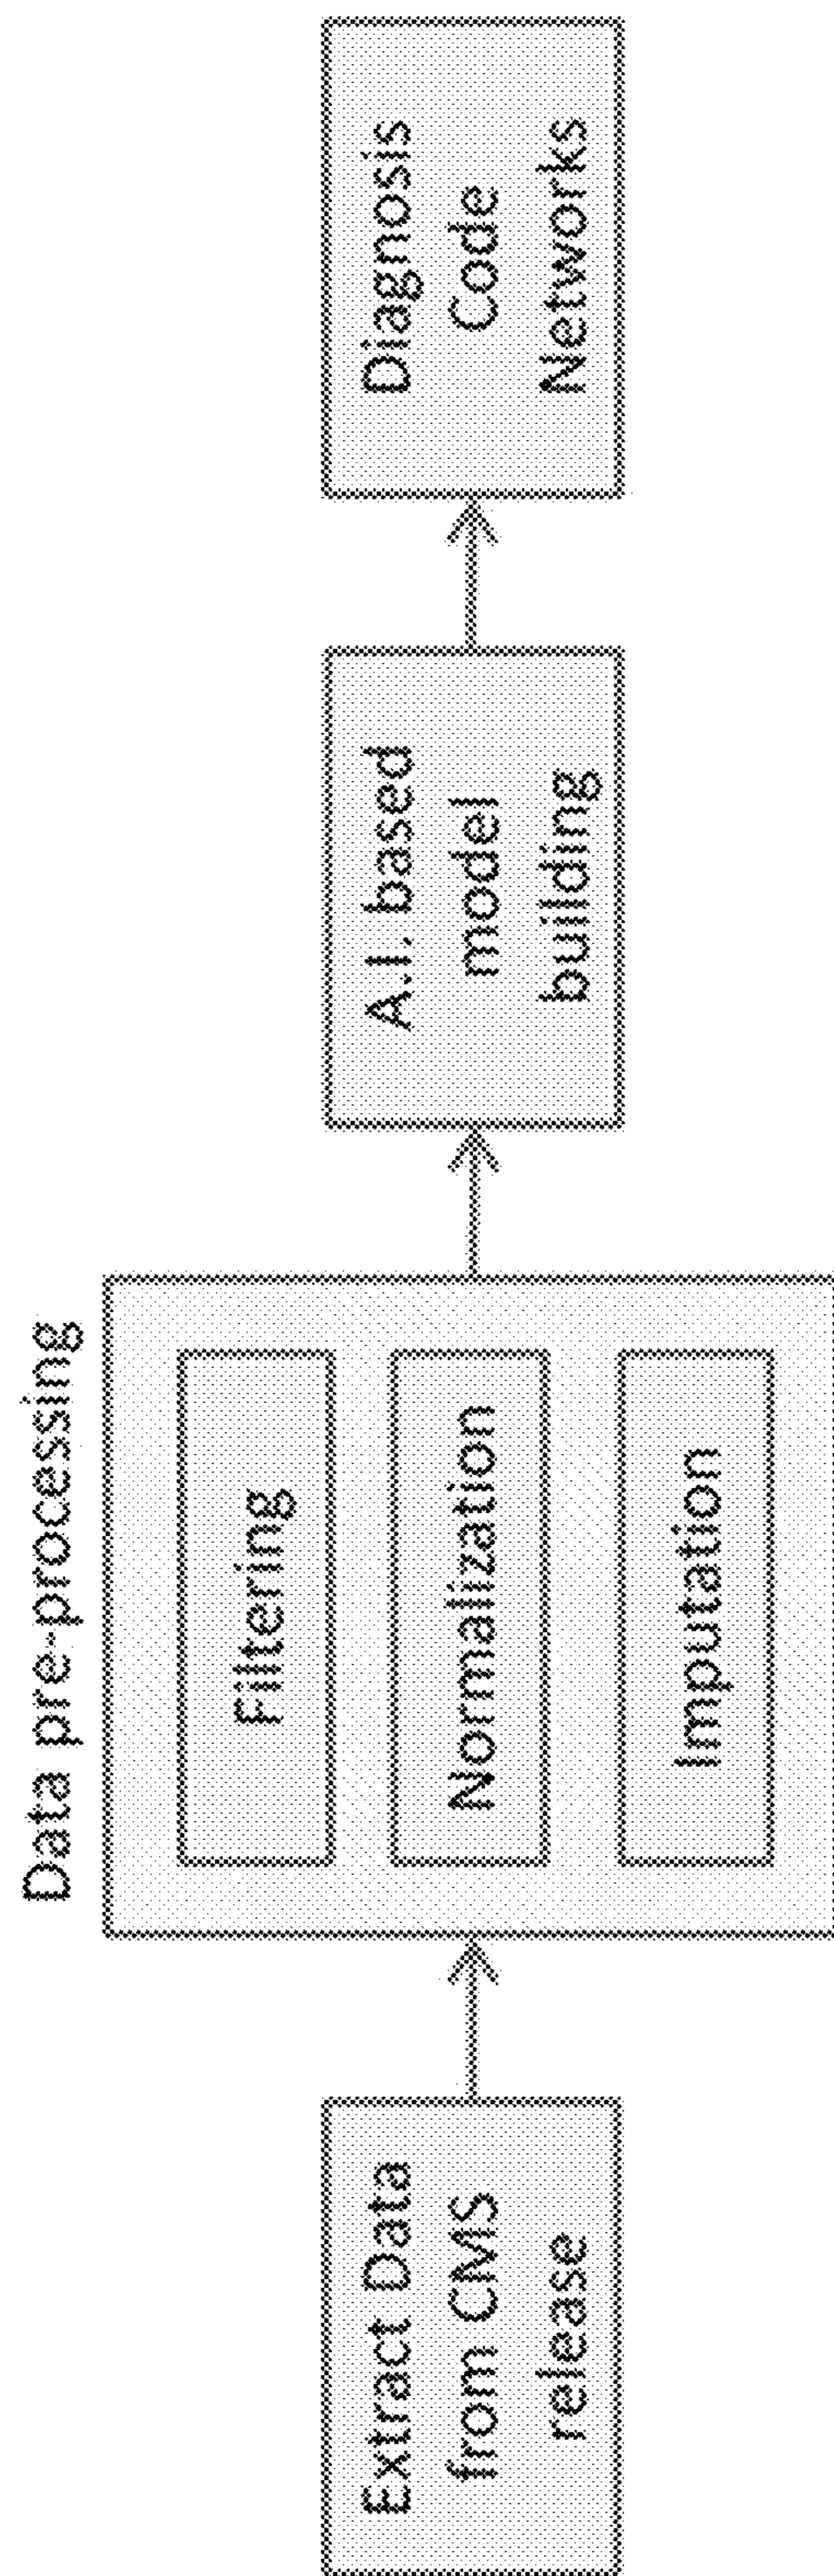 Extract Data
from CMS
release
Data pre-processing
Filtering
Normalization
Imputation
A.I. based
model
building
Diagnosis
Code
Networks